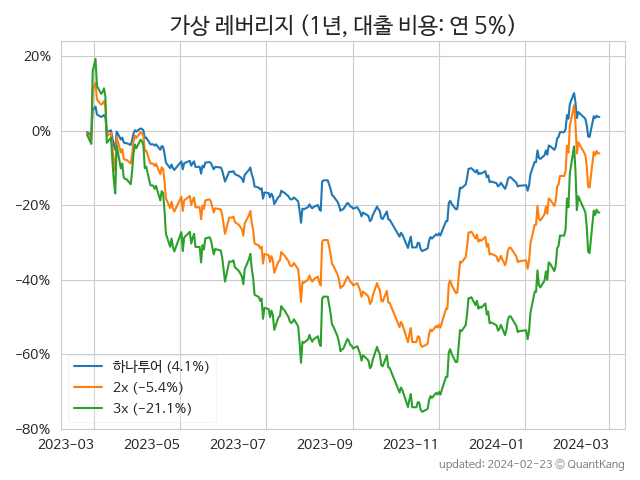 가상 레버리지 (1년, 대출 비용: 연 5%)
20%
0%
−20%
−40%
−60%
−80%
하나투어 (4.1%)
2x (−5.4%)
3x (−21.1%)
2023-03 2023-05 2023-07 2023-09 2023-11 2024-01 2024-03
updated: 2024-02-23 © QuantKang